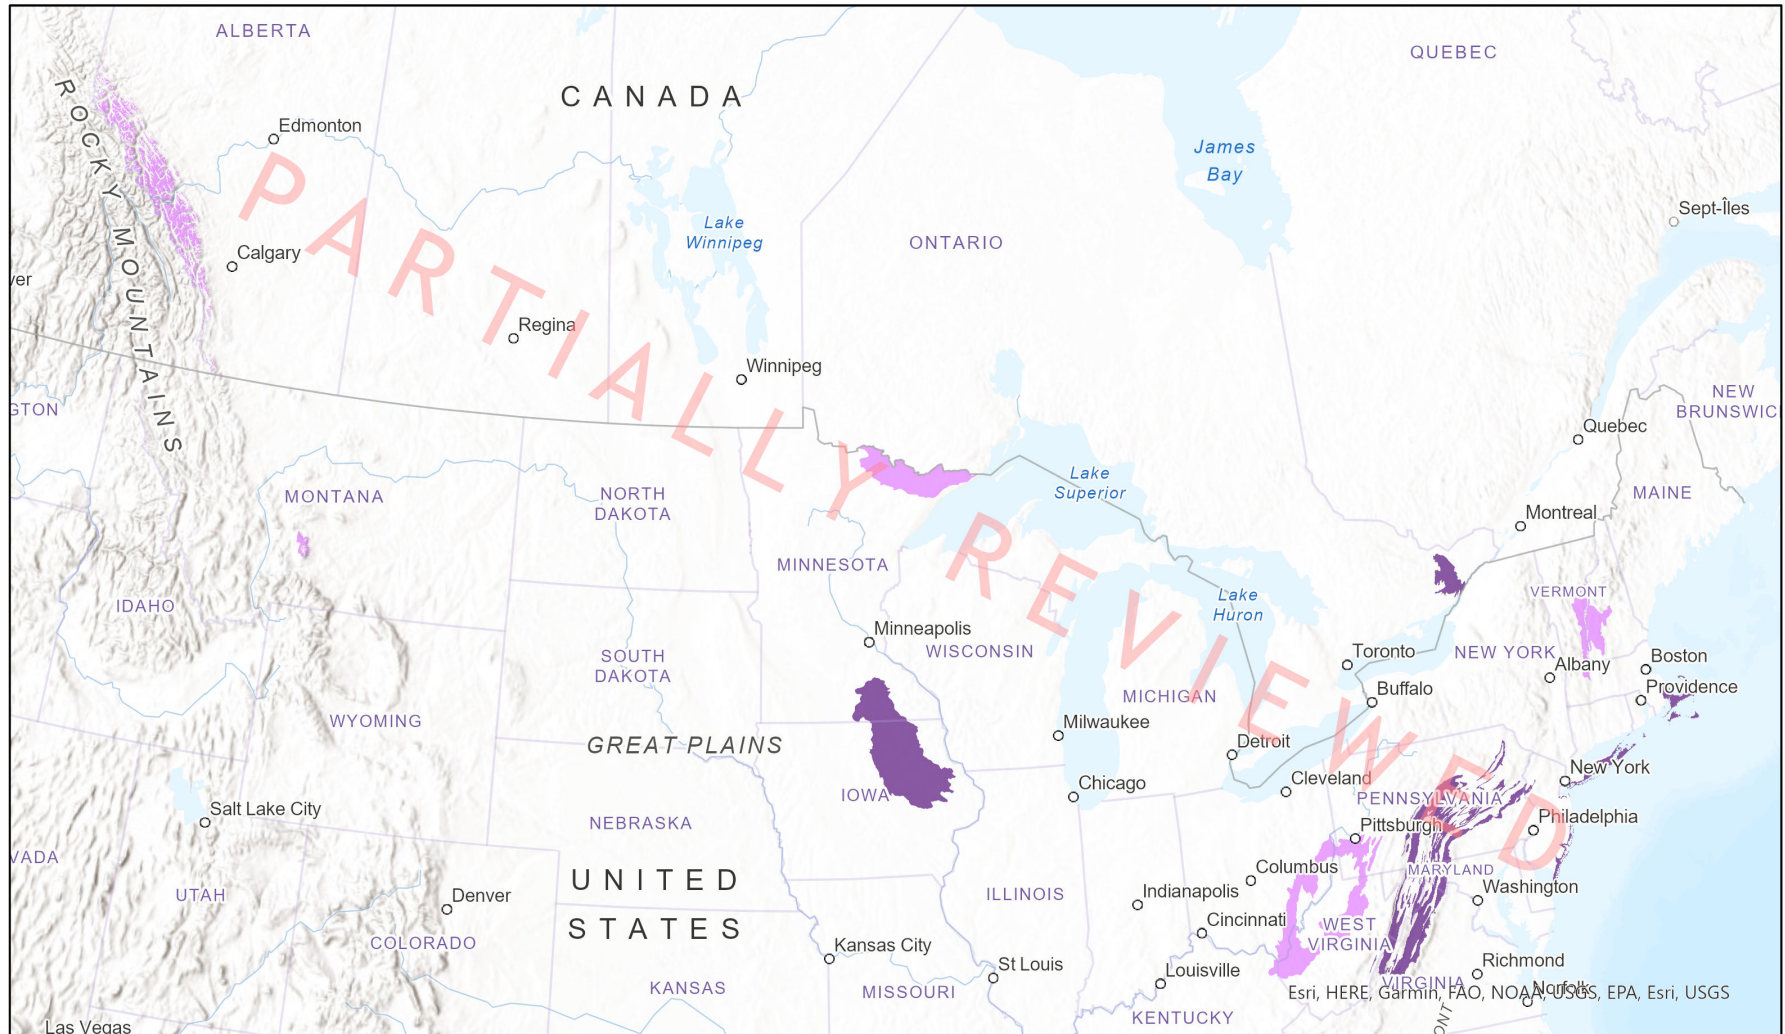 ALBERTA
QUEBEC
CANADA
ROCKY MOUNTAINS
Edmonton
James
Bay
Sept-Îles
Lake
Winnipeg
ONTARIO
Calgary
ver
PARTIALLY REVIEWED
Regina
Winnipeg
NEW
BRUNSWIC
GTON
Quebec
Lake
Superior
MONTANA
NORTH
DAKOTA
MAINE
Montreal
MINNESOTA
VERMONT
IDAHO
Lake
Huron
Minneapolis
WISCONSIN
SOUTH
DAKOTA
Toronto
NEW YORK
Albany
Boston
Providence
Buffalo
MICHIGAN
WYOMING
Milwaukee
GREAT PLAINS
Detroit
New York
Cleveland
Chicago
IOWA
PENNSYLVANIA
Salt Lake City
NEBRASKA
Pittsburgh
Philadelphia
VADA
Columbus
MARYLAND
Washington
UNITED
STATES
UTAH
Denver
ILLINOIS
Indianapolis
Cincinnati
WEST
VIRGINIA
COLORADO
Kansas City
St Louis
Louisville
Richmond
KANSAS
MISSOURI
VIRGINIA
Norfolk
Esri, HERE, Garmin, FAO, NOAA, USGS, EPA, Esri, USGS
KENTUCKY
ONT
Las Vegas